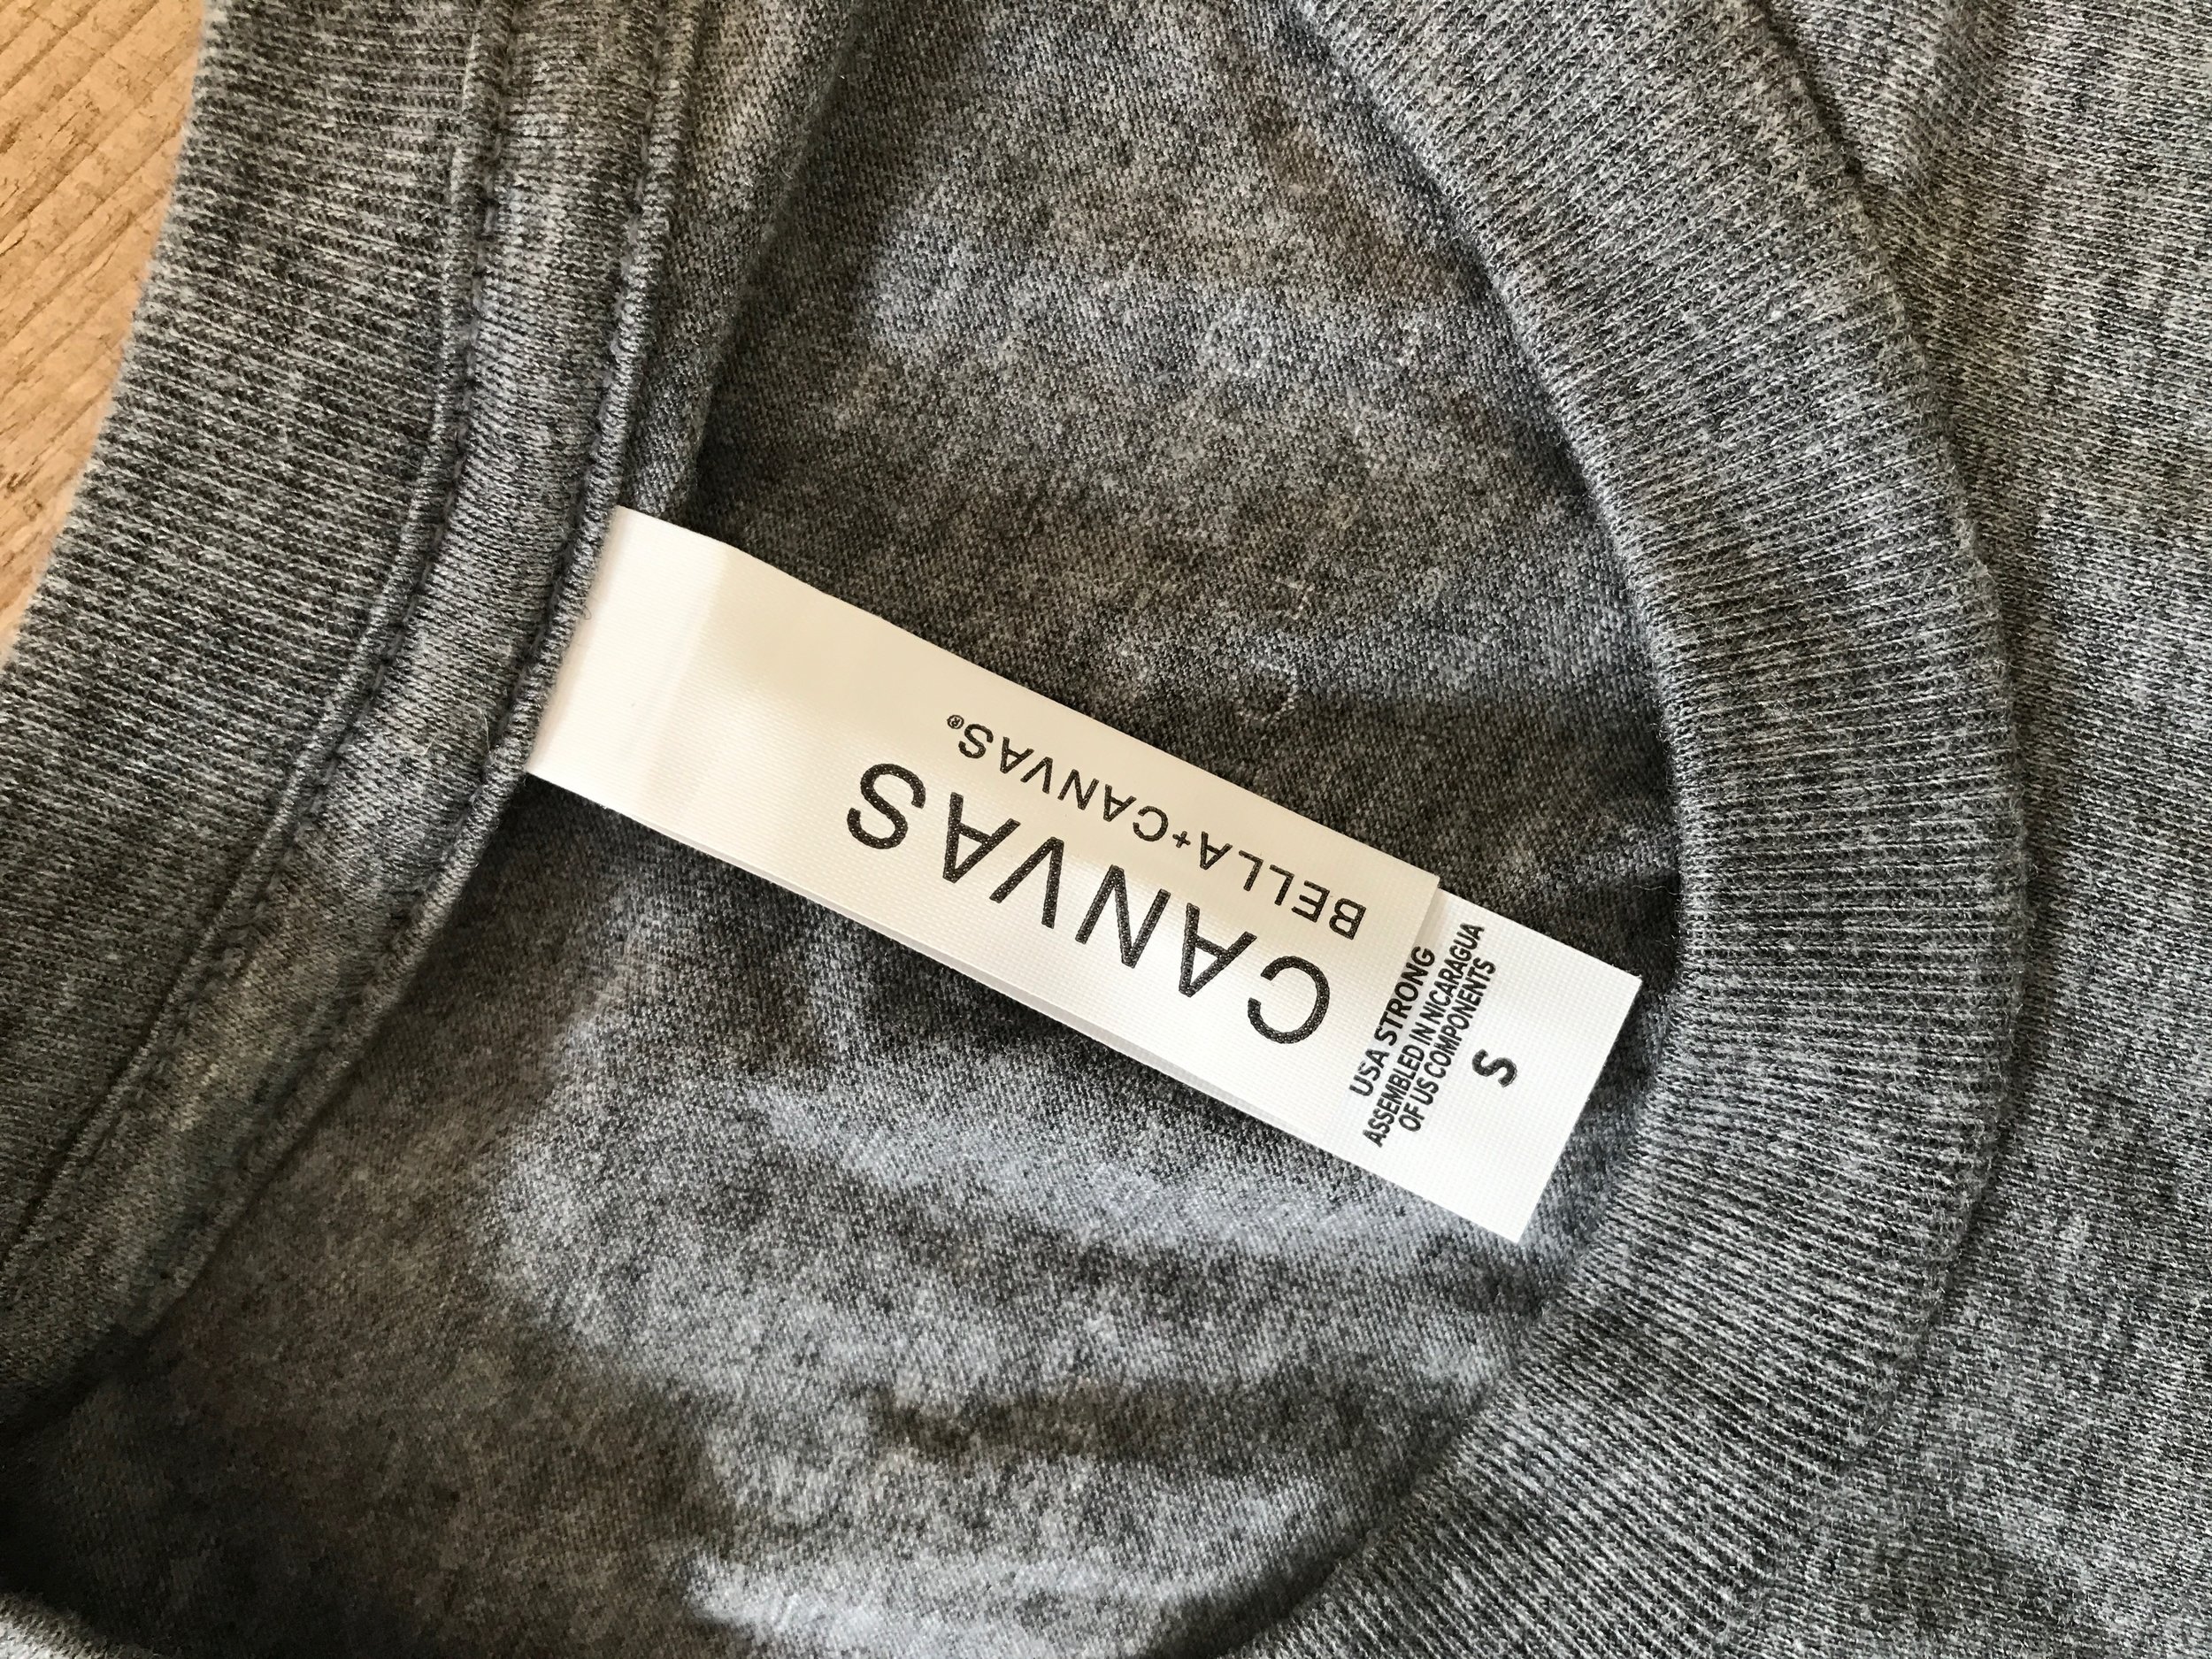 BELLA+CANVAS®
CANVAS
USA STRONG
ASSEMBLED IN NICARAGUA
OF US COMPONENTS
S